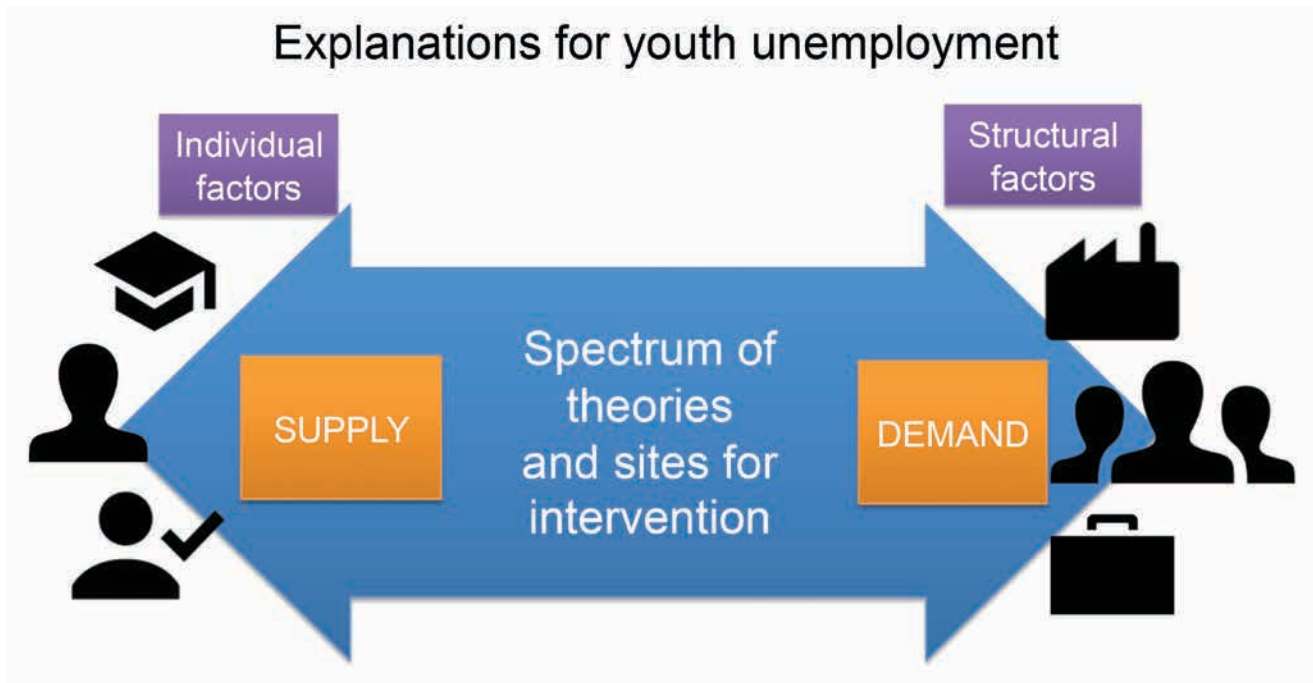 Explanations for youth unemployment
Individual
factors
Structural
factors
SUPPLY
Spectrum of
theories
and sites for
intervention
DEMAND